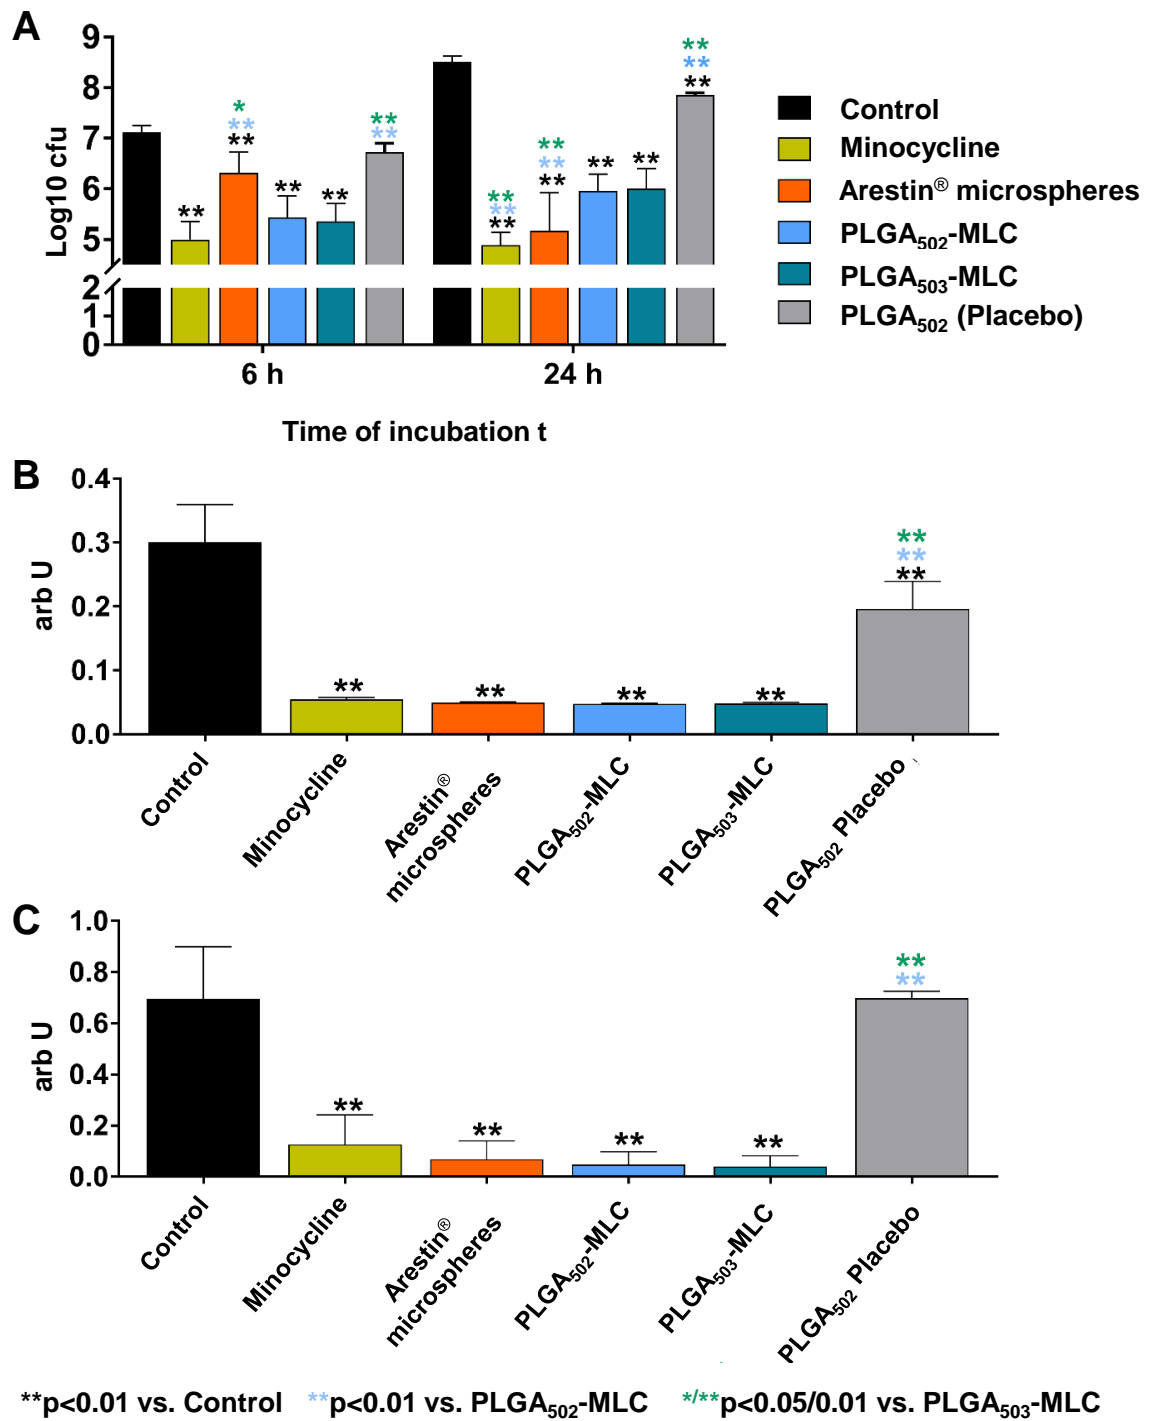 A
9
8
7
6
5
2
1
0
Log10 cfu
** * ** ** ** ** ** **
** ** ** ** ** ** ** ** ** ** **
6 h
24 h
Time of incubation t
Control
Minocycline
Arestin® microspheres
PLGA502-MLC
PLGA503-MLC
PLGA502 (Placebo)
B
0.4
0.3
0.2
0.1
0.0
arb U
** ** ** ** ** ** **
Control
Minocycline
Arestin®
microspheres
PLGA502-MLC
PLGA503-MLC
PLGA502 Placebo
C
1.0
0.8
0.6
0.4
0.2
0.0
arb U
** ** ** ** ** **
Control
Minocycline
Arestin®
microspheres
PLGA502-MLC
PLGA503-MLC
PLGA502 Placebo
**p<0.01 vs. Control **p<0.01 vs. PLGA502-MLC */**p<0.05/0.01 vs. PLGA503-MLC